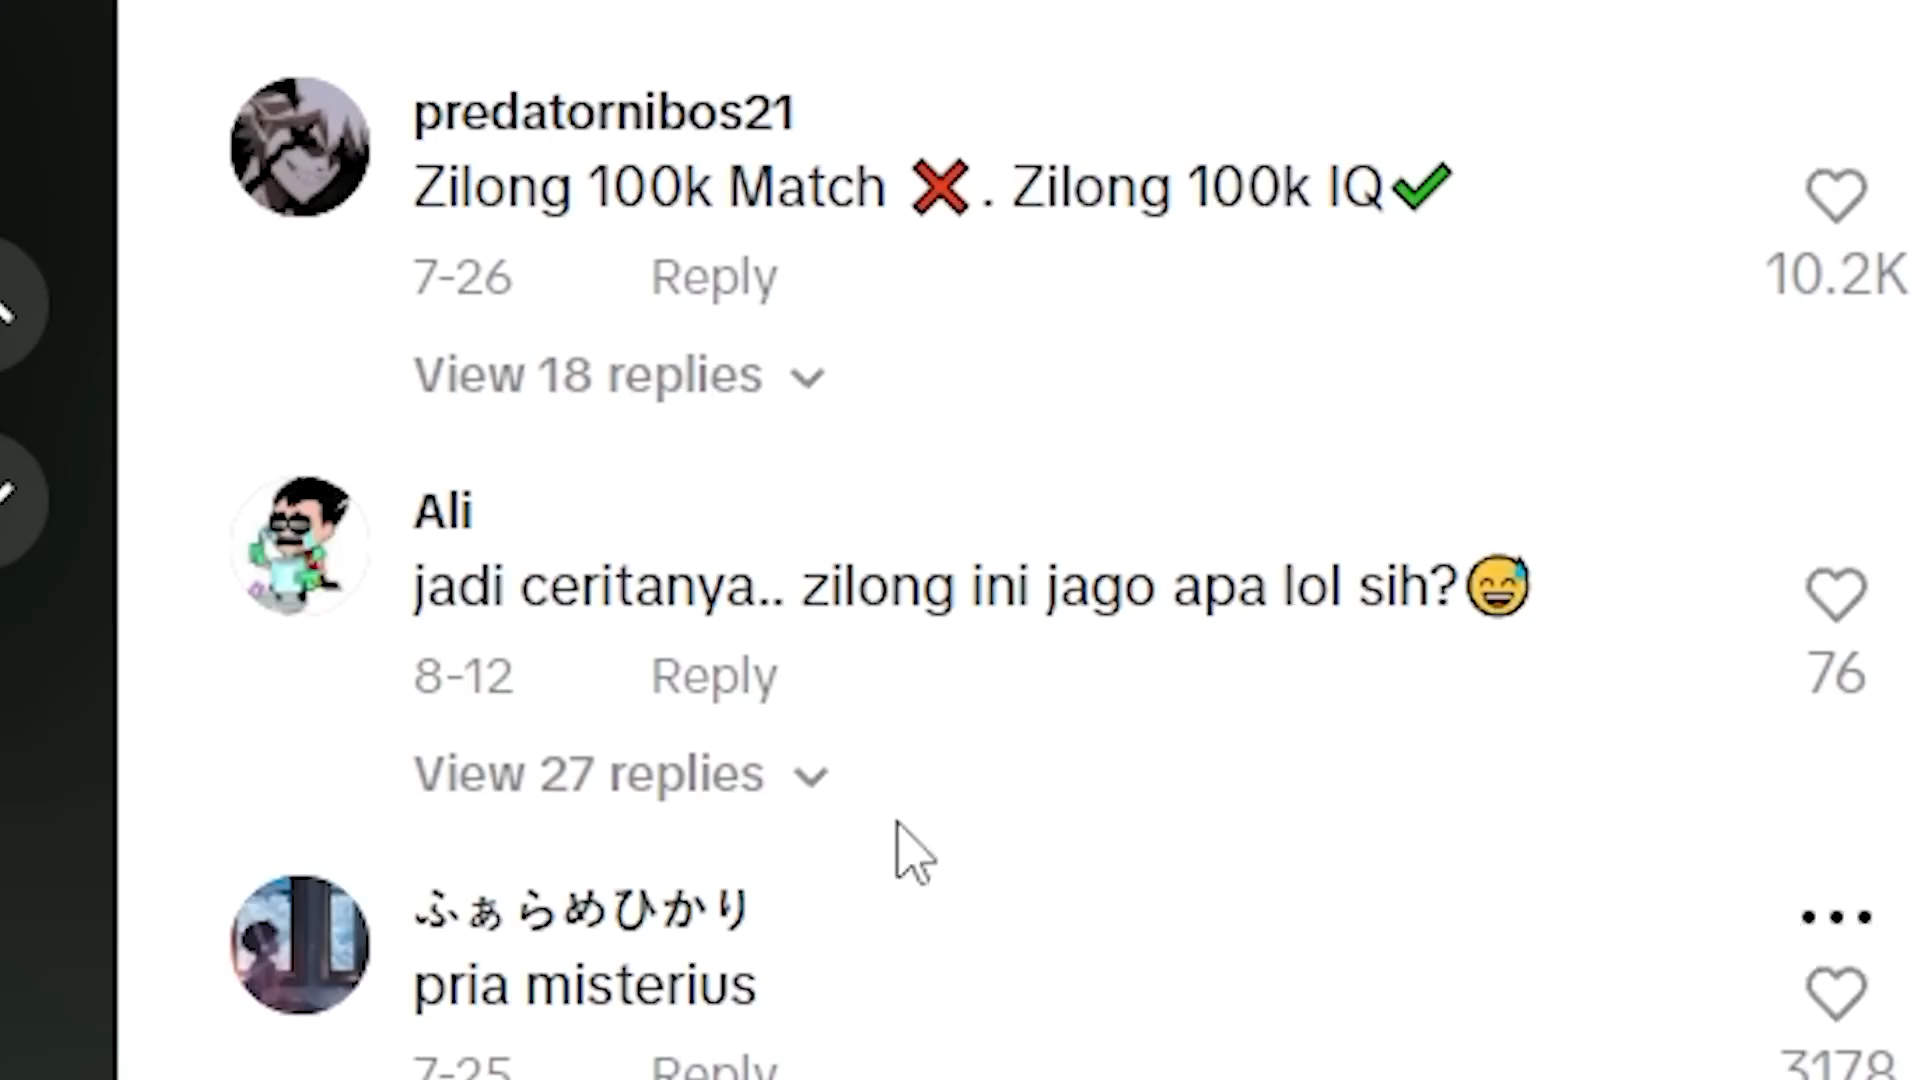 predatornibos21
Zilong 100k Match ❌. Zilong 100k IQ✔
10.2K
7-26 Reply
View 18 replies
Ali
jadi ceritanya.. zilong ini jago apa lol sih?😅
76
8-12 Reply
View 27 replies
ふぁらめひかり
pria misterius
7-25 Reply
3178